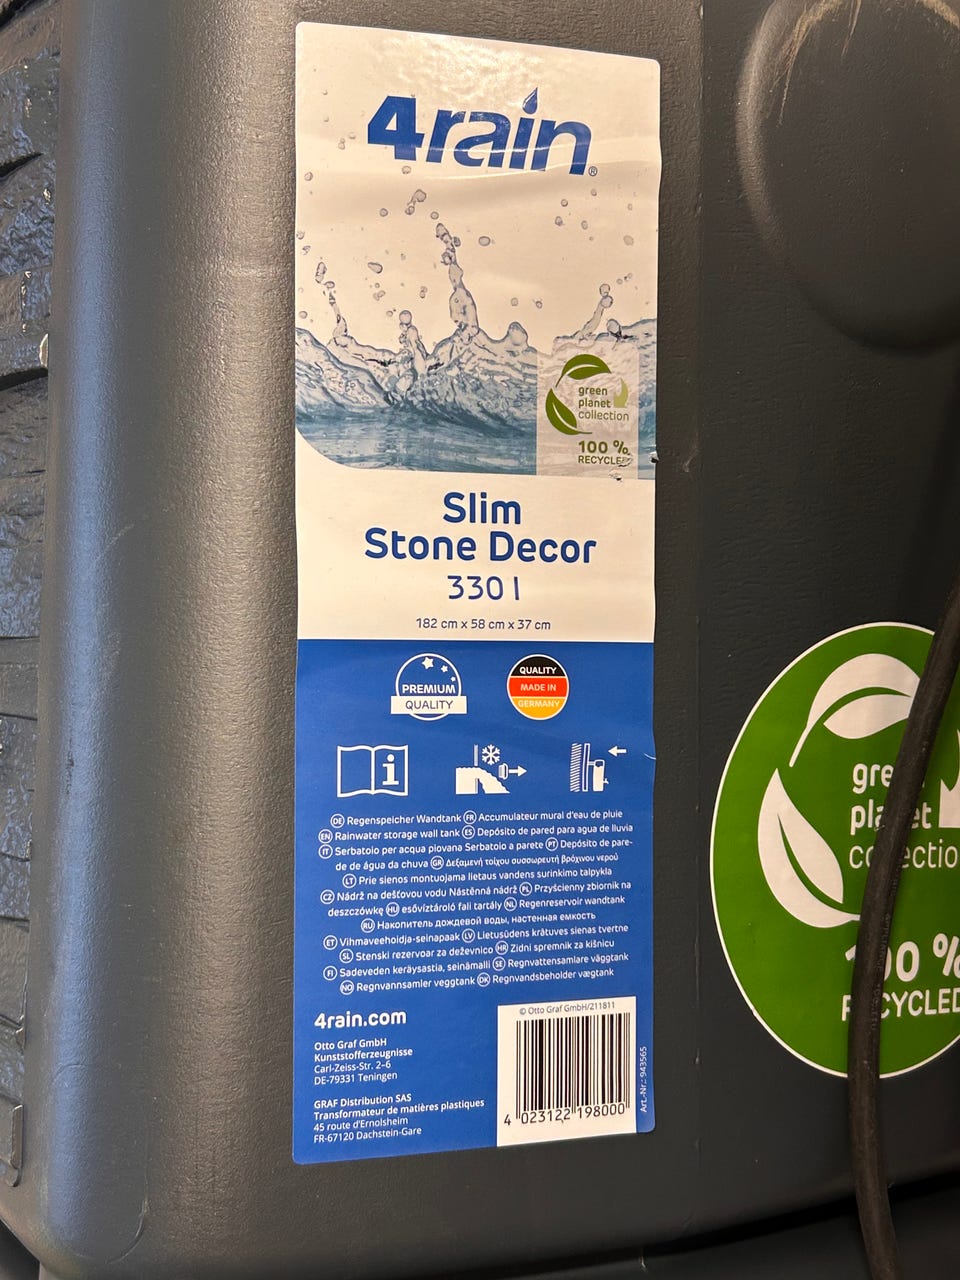 4rain®
green
planet
collection
100 %
RECYCLED
Slim
Stone Decor
330 l
182 cm x 58 cm x 37 cm
PREMIUM
QUALITY
QUALITY
MADE IN
GERMANY
i
DE Regenspeicher Wandtank FR Accumulateur mural d'eau de pluie
EN Rainwater storage wall tank ES Depósito de pared para agua de lluvia
IT Serbatoio per acqua piovana Serbatoio a parete PT Depósito de pare-
de de água da chuva GR Δεξαμενή τοίχου συσσωρευτή βρόχινου νερού
LT Prie sienos montuojama lietaus vandens surinkimo talpykla
CZ Nádrž na dešťovou vodu Nástěnná nádrž PL Przyścienny zbiornik na
deszczówkę HU esővíztároló fali tartály NL Regenreservoir wandtank
RU Накопитель дождевой воды, настенная емкость
ET Vihmaveehoidja-seinapaak LV Lietusūdens krātuves sienas tvertne
SL Stenski rezervoar za deževnico HR Zidni spremnik za kišnicu
FI Sadeveden keräysastia, seinämalli SE Regnvattensamlare väggtank
NO Regnvannsamler veggtank DK Regnvandsbeholder vægtank
4rain.com
Otto Graf GmbH
Kunststofferzeugnisse
Carl-Zeiss-Str. 2–6
DE-79331 Teningen
GRAF Distribution SAS
Transformateur de matières plastiques
45 route d'Ernolsheim
FR-67120 Dachstein-Gare
© Otto Graf GmbH/211811
4 023122 198000
Art.-Nr.: 943565
green
planet
collection
100 %
RECYCLED